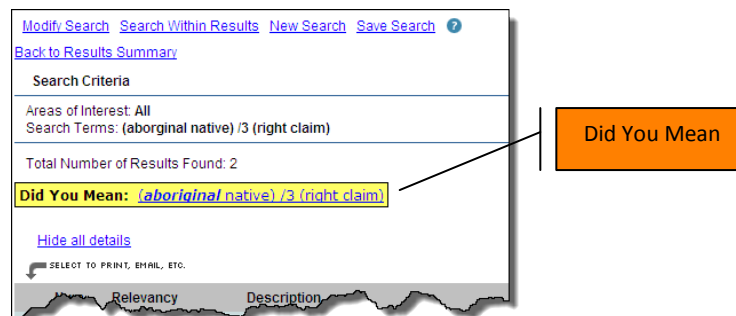 Modify Search Search Within Results New Search Save Search ?
Back to Results Summary
Search Criteria
Areas of Interest: All
Search Terms: (aborginal native) /3 (right claim)
Total Number of Results Found: 2
Did You Mean: (aboriginal native) /3 (right claim)
Did You Mean
Hide all details
SELECT TO PRINT, EMAIL, ETC.
Relevancy Description